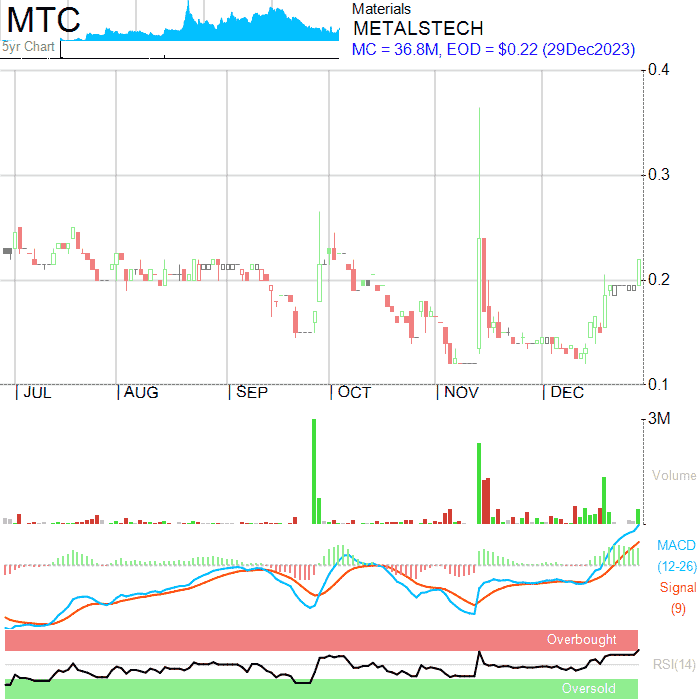 MTC
5yr Chart
Materials
METALSTECH
MC = 36.8M, EOD = $0.22 (29Dec2023)
0.4
0.3
0.2
0.1
JUL AUG SEP OCT NOV DEC
3M
Volume
MACD
(12-26)
Signal
(9)
Overbought
RSI(14)
Oversold